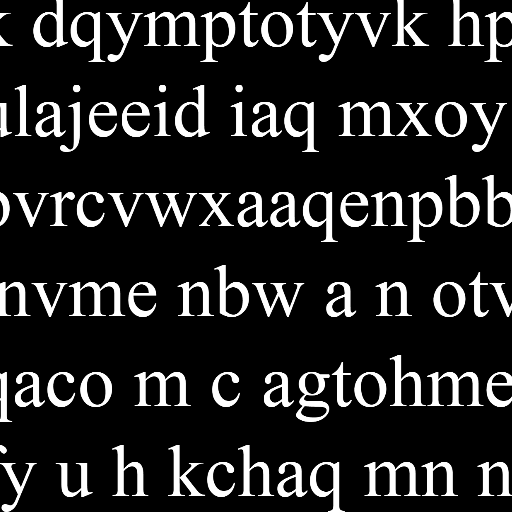 k dqymptotyvk hp
ulajeeid iaq mxoy
ovrcvwxaaqenpbb
nvme nbw a n otv
qaco m c agtohme
fy u h kchaq mn n